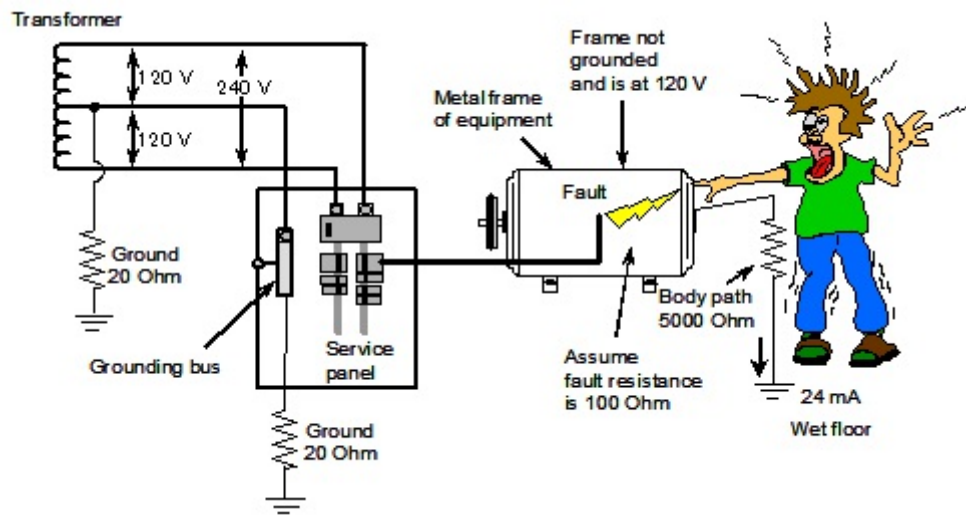 Transformer
120 V
240 V
120 V
Ground
20 Ohm
Grounding bus
Service
panel
Ground
20 Ohm
Metal frame
of equipment
Frame not
grounded
and is at 120 V
Fault
Assume
fault resistance
is 100 Ohm
Body path
5000 Ohm
24 mA
Wet floor